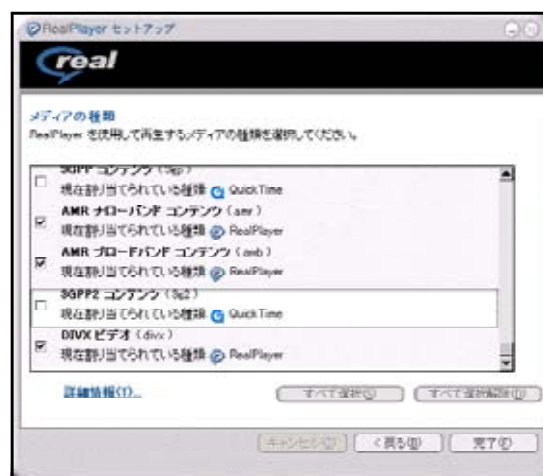 RealPlayer セットアップ
real
メディアの種類
RealPlayer を使用して再生するメディアの種類を選択してください。
3GPP コンテンツ (3gp)
現在割り当てられている種類 QuickTime
AMR ナローバンド コンテンツ (amr)
現在割り当てられている種類 RealPlayer
AMR ブロードバンド コンテンツ (awb)
現在割り当てられている種類 RealPlayer
3GPP2 コンテンツ (3g2)
現在割り当てられている種類 QuickTime
DIVX ビデオ (divx)
現在割り当てられている種類 RealPlayer
詳細情報(I)...
すべて選択(S)
すべて選択解除(D)
キャンセル(C)
< 戻る(B)
完了(F)